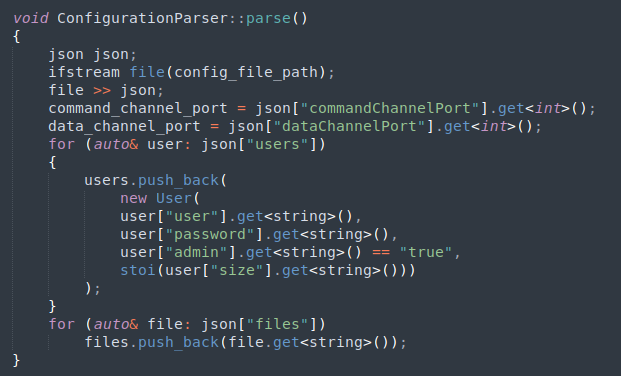 void ConfigurationParser::parse()
{
    json json;
    ifstream file(config_file_path);
    file >> json;
    command_channel_port = json["commandChannelPort"].get<int>();
    data_channel_port = json["dataChannelPort"].get<int>();
    for (auto& user: json["users"])
    {
        users.push_back(
            new User(
            user["user"].get<string>(),
            user["password"].get<string>(),
            user["admin"].get<string>() == "true",
            stoi(user["size"].get<string>()))
        );
    }
    for (auto& file: json["files"])
        files.push_back(file.get<string>());
}